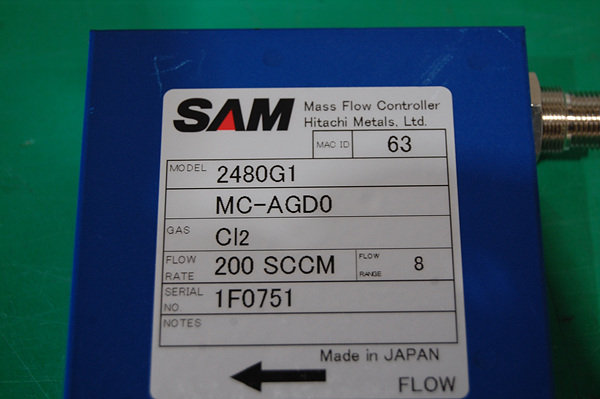 SAM Mass Flow Controller
Hitachi Metals, Ltd.
MAC ID 63
MODEL 2480G1
MC-AGD0
GAS Cl2
FLOW RATE 200 SCCM FLOW RANGE 8
SERIAL NO 1F0751
NOTES
Made in JAPAN
FLOW